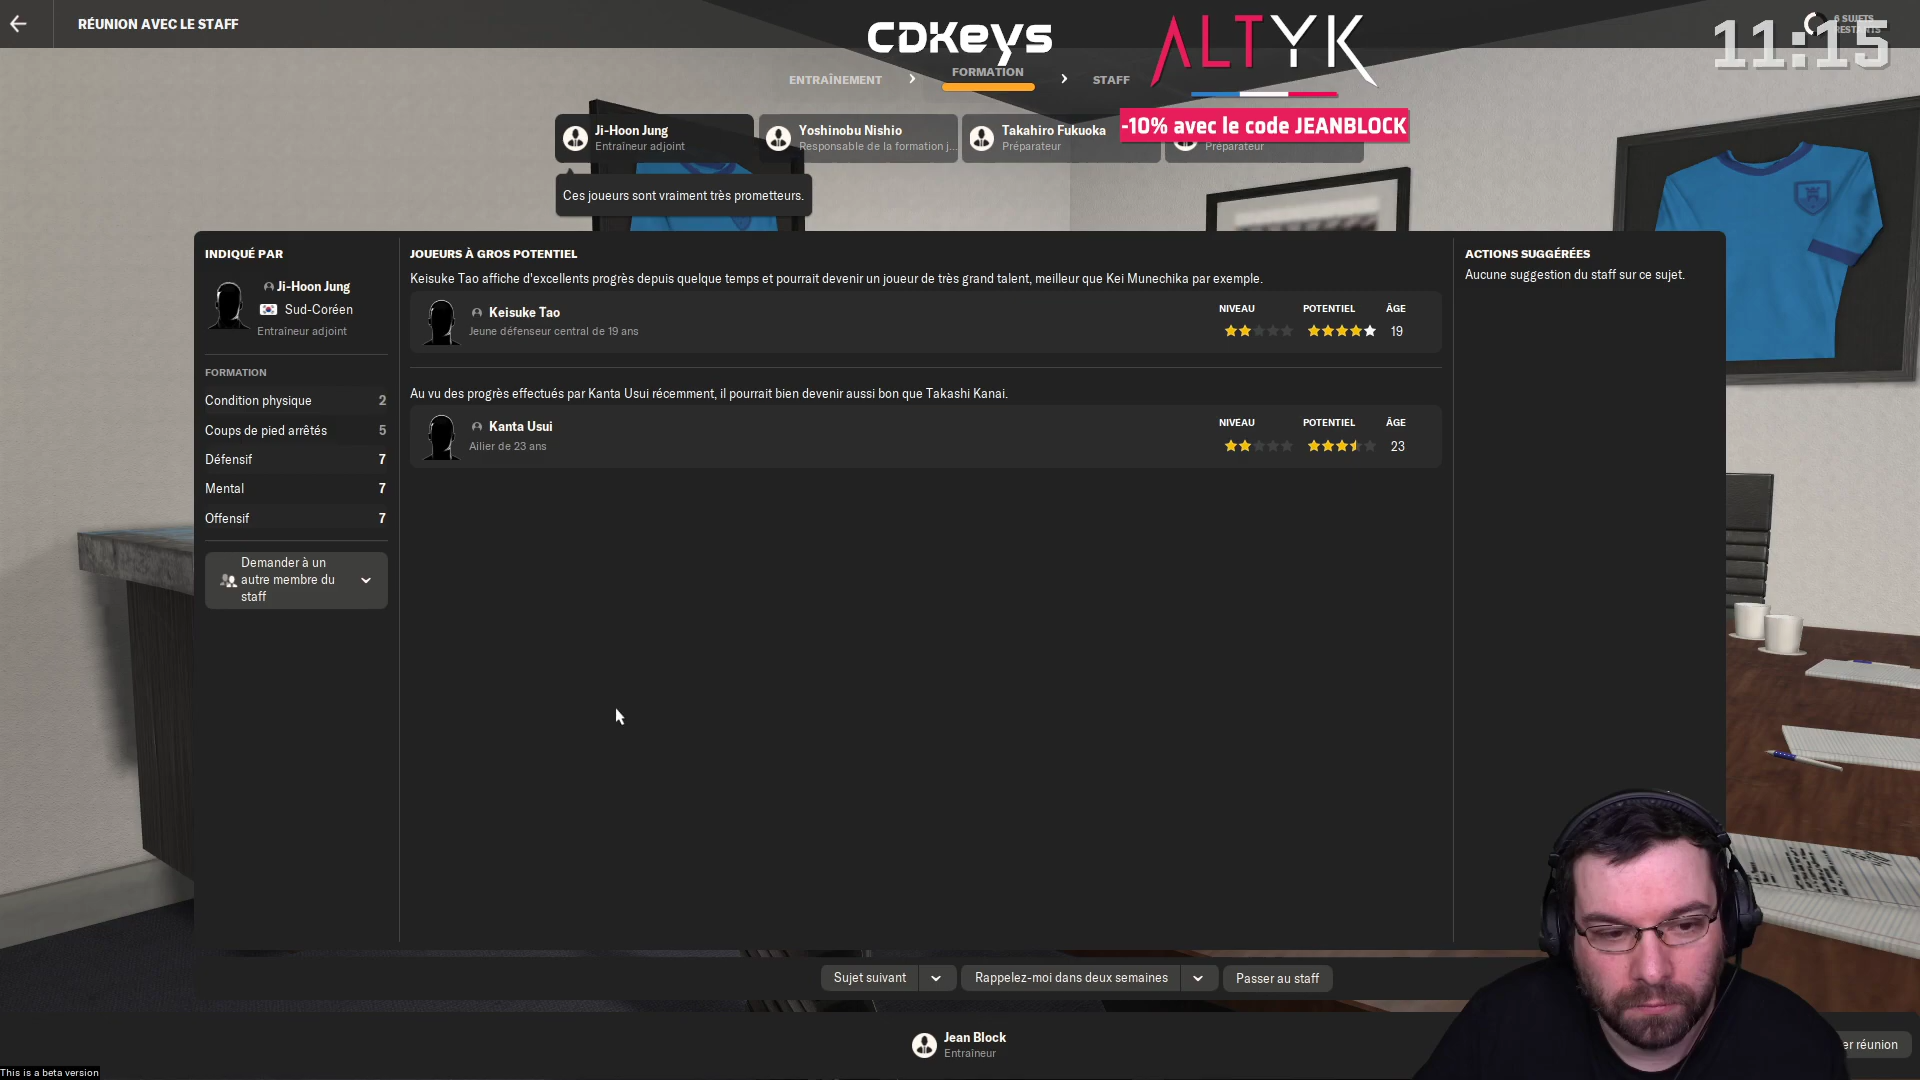 RÉUNION AVEC LE STAFF
CDKeys
ALTYK
6 SUJETS
RESTANTS
11:15
ENTRAÎNEMENT
FORMATION
STAFF
-10% avec le code JEANBLOCK
Ji-Hoon Jung
Entraîneur adjoint
Yoshinobu Nishio
Responsable de la formation j...
Takahiro Fukuoka
Préparateur
Préparateur
Ces joueurs sont vraiment très prometteurs.
INDIQUÉ PAR
Ji-Hoon Jung
Sud-Coréen
Entraîneur adjoint
FORMATION
Condition physique 2
Coups de pied arrêtés 5
Défensif 7
Mental 7
Offensif 7
Demander à un
autre membre du
staff
JOUEURS À GROS POTENTIEL
Keisuke Tao affiche d'excellents progrès depuis quelque temps et pourrait devenir un joueur de très grand talent, meilleur que Kei Munechika par exemple.
Keisuke Tao
Jeune défenseur central de 19 ans
NIVEAU POTENTIEL ÂGE
19
Au vu des progrès effectués par Kanta Usui récemment, il pourrait bien devenir aussi bon que Takashi Kanai.
Kanta Usui
Ailier de 23 ans
NIVEAU POTENTIEL ÂGE
23
ACTIONS SUGGÉRÉES
Aucune suggestion du staff sur ce sujet.
Sujet suivant
Rappelez-moi dans deux semaines
Passer au staff
Jean Block
Entraîneur
er réunion
This is a beta version